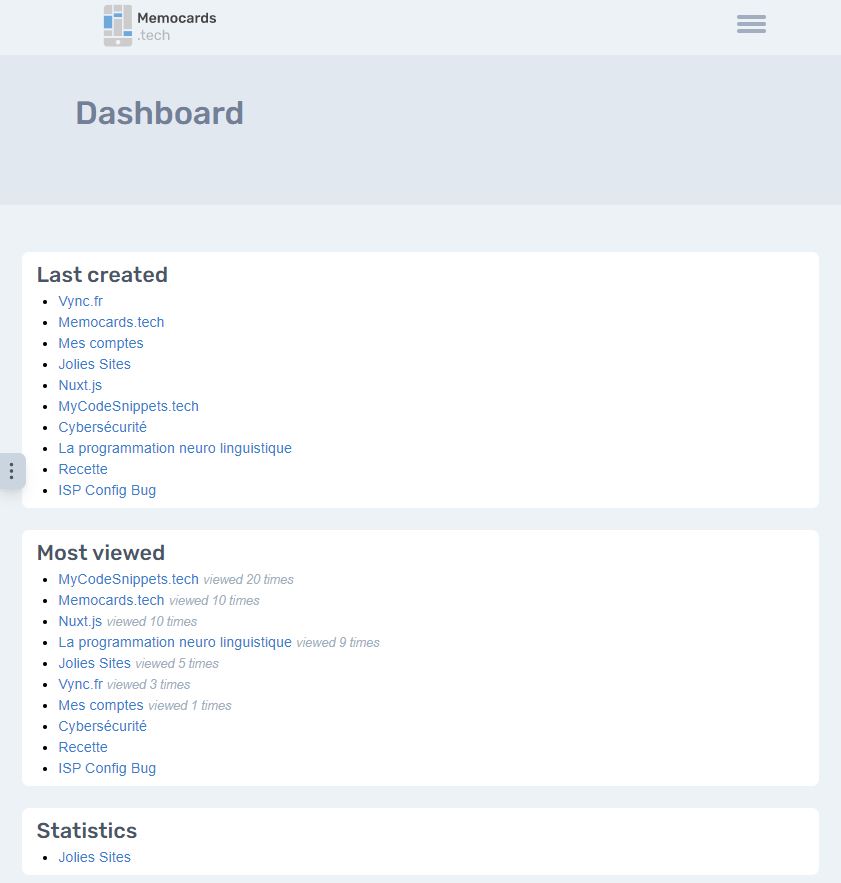 Memocards
.tech
Dashboard
Last created
Vync.fr
Memocards.tech
Mes comptes
Jolies Sites
Nuxt.js
MyCodeSnippets.tech
Cybersécurité
La programmation neuro linguistique
Recette
ISP Config Bug
Most viewed
MyCodeSnippets.tech viewed 20 times
Memocards.tech viewed 10 times
Nuxt.js viewed 10 times
La programmation neuro linguistique viewed 9 times
Jolies Sites viewed 5 times
Vync.fr viewed 3 times
Mes comptes viewed 1 times
Cybersécurité
Recette
ISP Config Bug
Statistics
Jolies Sites